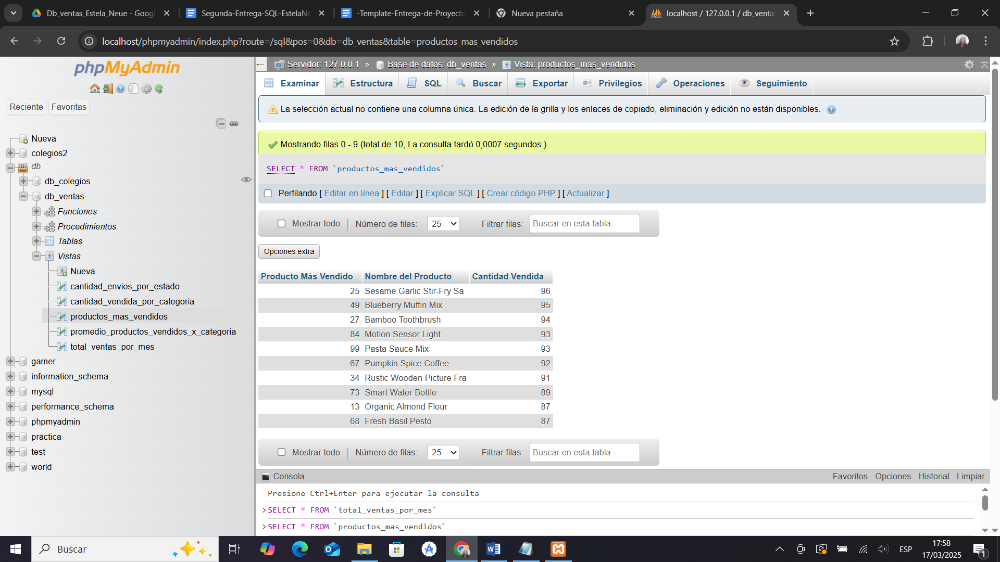 Db_ventas_Estela_Neue - Googl
Segunda-Entrega-SQL-EstelaNe
-Template-Entrega-de-Proyecto
Nueva pestaña
localhost / 127.0.0.1 / db_venta
localhost/phpmyadmin/index.php?route=/sql&pos=0&db=db_ventas&table=productos_mas_vendidos
phpMyAdmin
Reciente
Favoritas
Nueva
colegios2
db
db_colegios
db_ventas
Funciones
Procedimientos
Tablas
Vistas
Nueva
cantidad_envios_por_estado
cantidad_vendida_por_categoria
productos_mas_vendidos
promedio_productos_vendidos_x_categoria
total_ventas_por_mes
gamer
information_schema
mysql
performance_schema
phpmyadmin
practica
test
world
Servidor: 127.0.0.1 » Base de datos: db_ventas » Vista: productos_mas_vendidos
Examinar Estructura SQL Buscar Exportar Privilegios Operaciones Seguimiento
La selección actual no contiene una columna única. La edición de la grilla y los enlaces de copiado, eliminación y edición no están disponibles.
Mostrando filas 0 - 9 (total de 10, La consulta tardó 0,0007 segundos.)
SELECT * FROM `productos_mas_vendidos`
Perfilando [ Editar en línea ] [ Editar ] [ Explicar SQL ] [ Crear código PHP ] [ Actualizar ]
Mostrar todo | Número de filas: 25 Filtrar filas: Buscar en esta tabla
Opciones extra
Producto Más Vendido Nombre del Producto Cantidad Vendida
25 Sesame Garlic Stir-Fry Sa 96
49 Blueberry Muffin Mix 95
27 Bamboo Toothbrush 94
84 Motion Sensor Light 93
99 Pasta Sauce Mix 93
67 Pumpkin Spice Coffee 92
34 Rustic Wooden Picture Fra 91
73 Smart Water Bottle 89
13 Organic Almond Flour 87
68 Fresh Basil Pesto 87
Mostrar todo | Número de filas: 25 Filtrar filas: Buscar en esta tabla
Consola Favoritos Opciones Historial Limpiar
Presione Ctrl+Enter para ejecutar la consulta
>SELECT * FROM `total_ventas_por_mes`
>SELECT * FROM `productos_mas_vendidos`
Buscar
ESP
17:58
17/03/2025
1